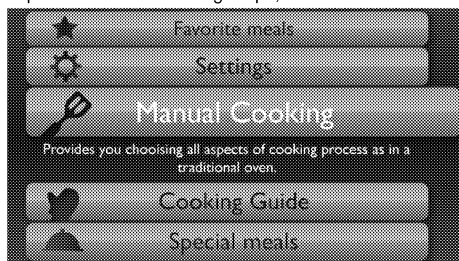 Favorite meals
Settings
Manual Cooking
Provides you chooising all aspects of cooking process as in a
traditional oven.
Cooking Guide
Special meals